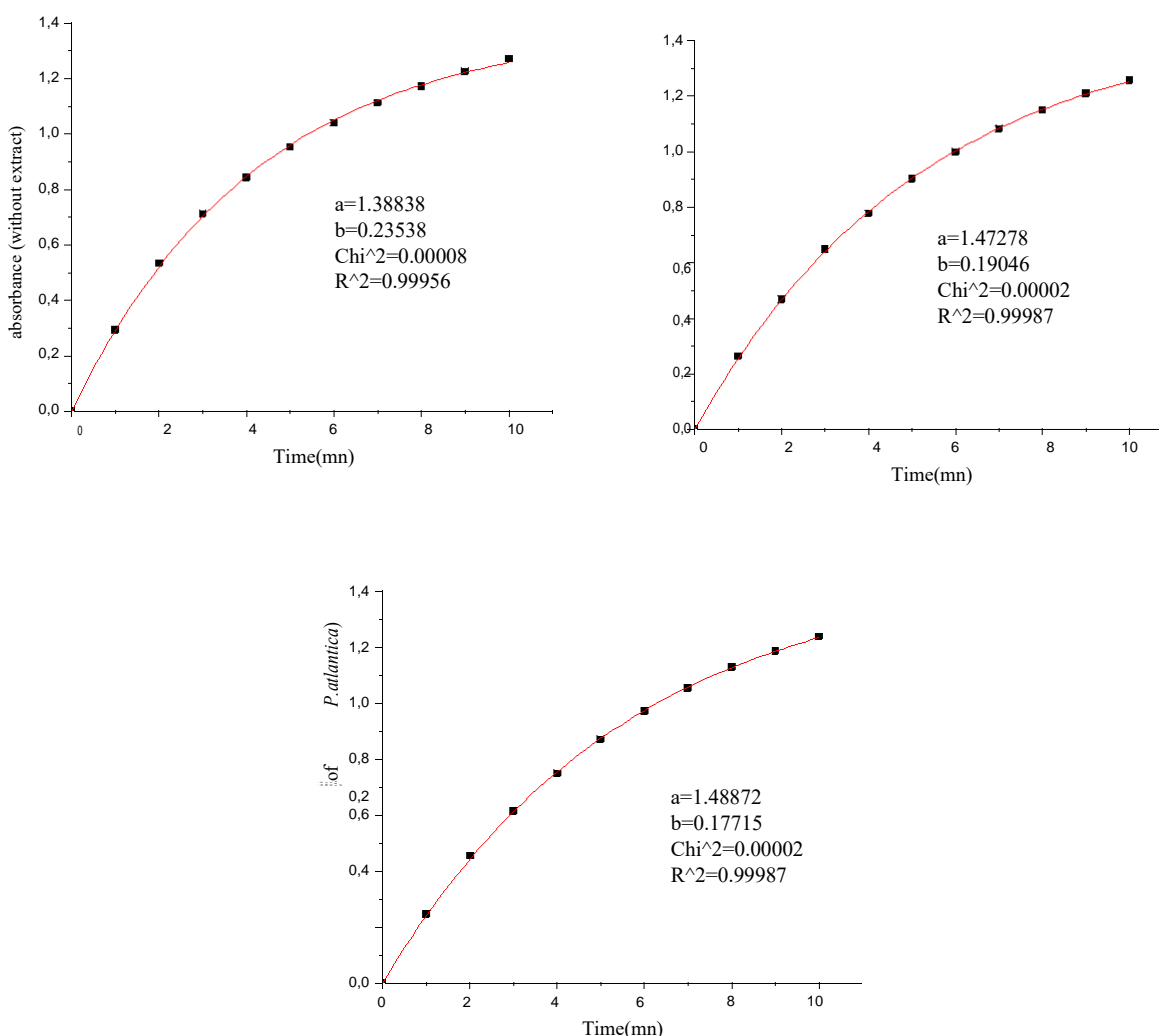 absorbance (without extract)
1,4
1,2
1,0
0,8
0,6
0,4
0,2
0,0
a=1.38838
b=0.23538
Chi^2=0.00008
R^2=0.99956
0 2 4 6 8 10
Time(mn)
1,4
1,2
1,0
0,8
0,6
0,4
0,2
0,0
a=1.47278
b=0.19046
Chi^2=0.00002
R^2=0.99987
0 2 4 6 8 10
Time(mn)
of P.atlantica)
1,4
1,2
1,0
0,8
0,2
0,6
0,4
0,0
a=1.48872
b=0.17715
Chi^2=0.00002
R^2=0.99987
0 2 4 6 8 10
Time(mn)